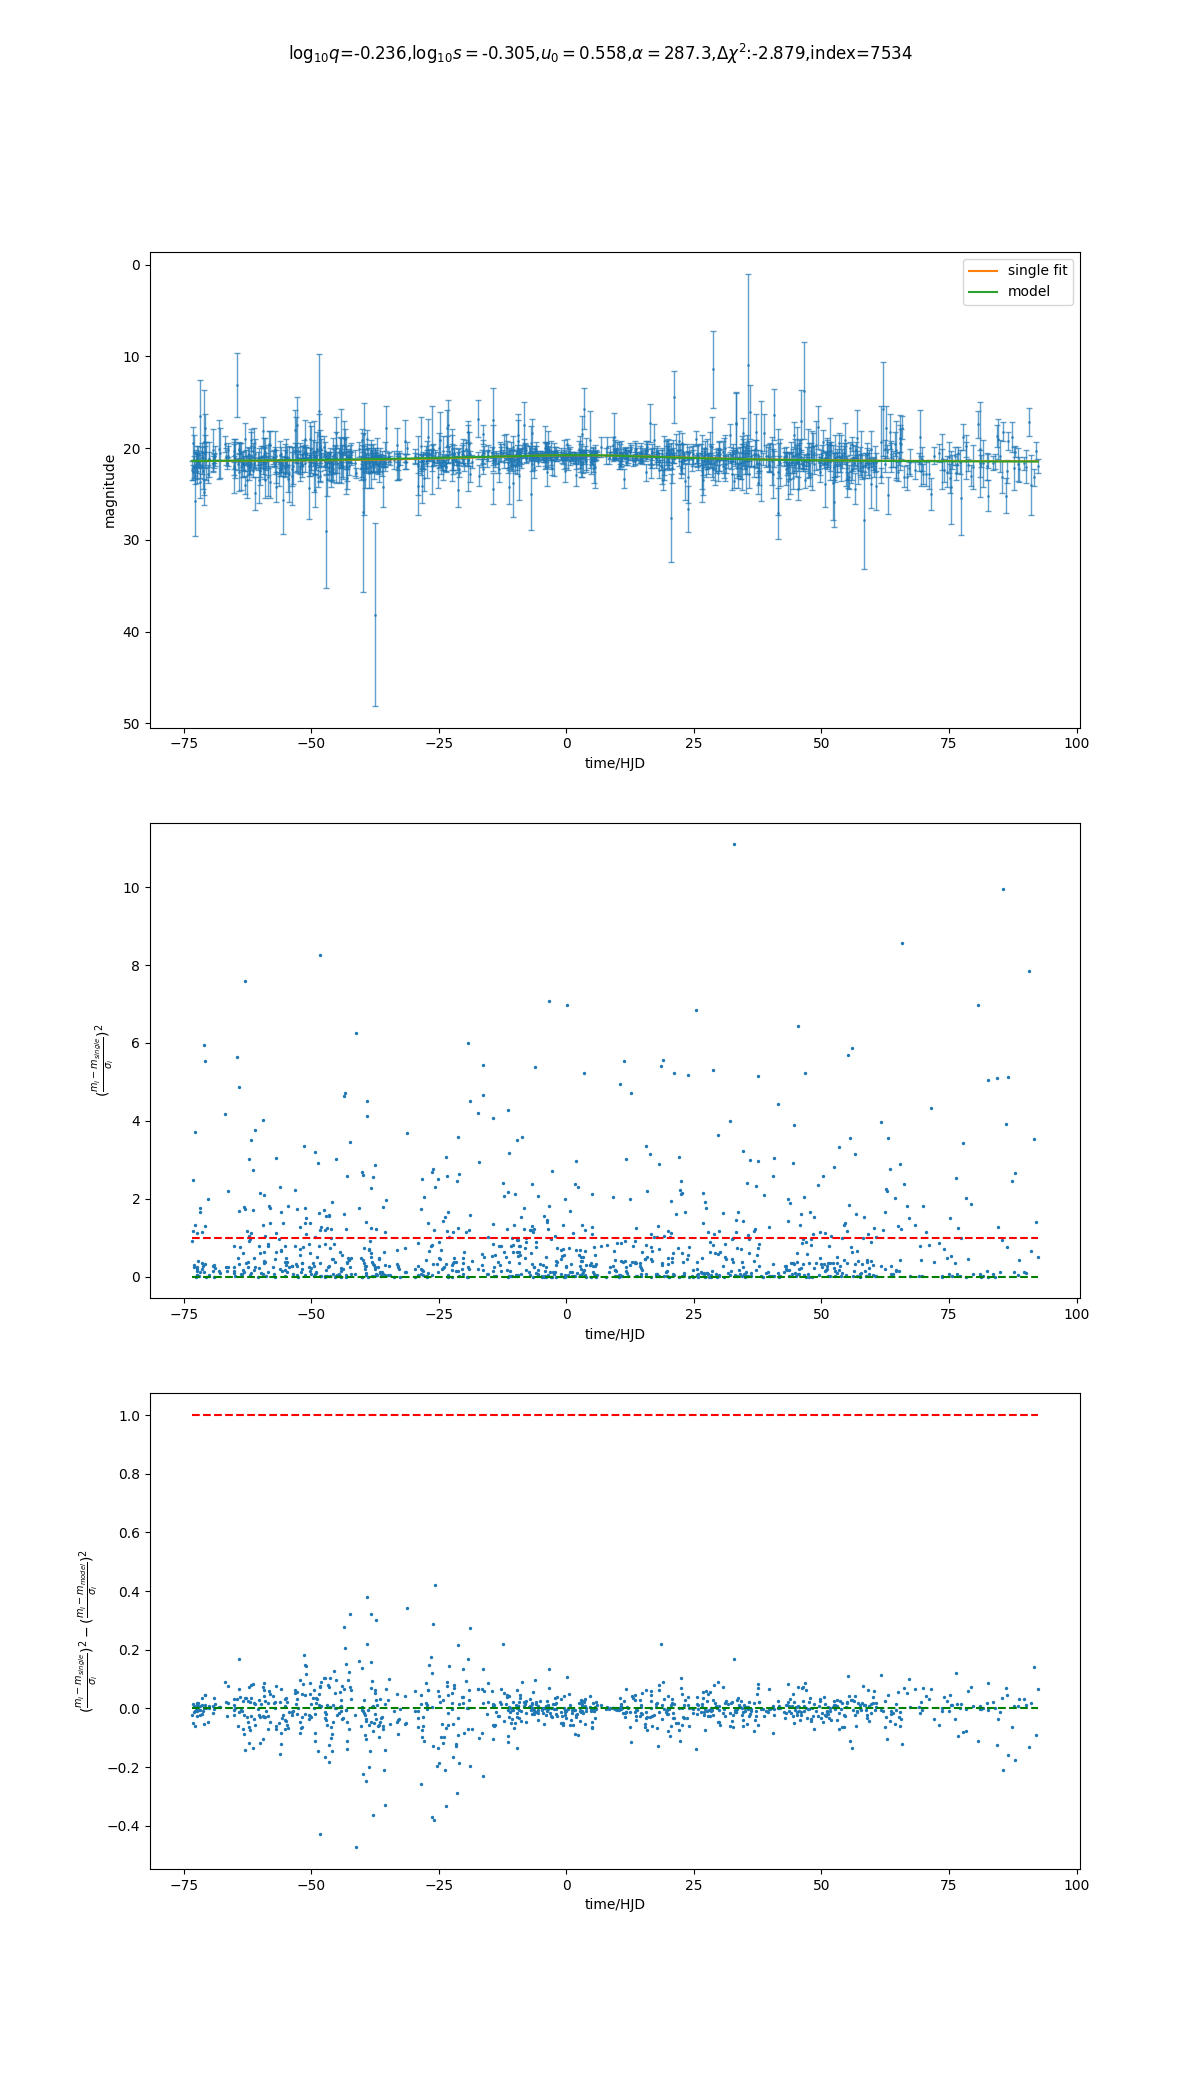 log₁₀q=-0.236,log₁₀s = -0.305,u₀ = 0.558,α = 287.3,Δχ²:-2.879,index=7534
single fit
model
0
10
20
30
40
50
magnitude
−75 −50 −25 0 25 50 75 100
time/HJD
10
8
6
4
2
0
((mᵢ − m_single)/σᵢ)²
−75 −50 −25 0 25 50 75 100
time/HJD
1.0
0.8
0.6
0.4
0.2
0.0
−0.2
−0.4
((mᵢ − m_single)/σᵢ)² − ((mᵢ − m_model)/σᵢ)²
−75 −50 −25 0 25 50 75 100
time/HJD